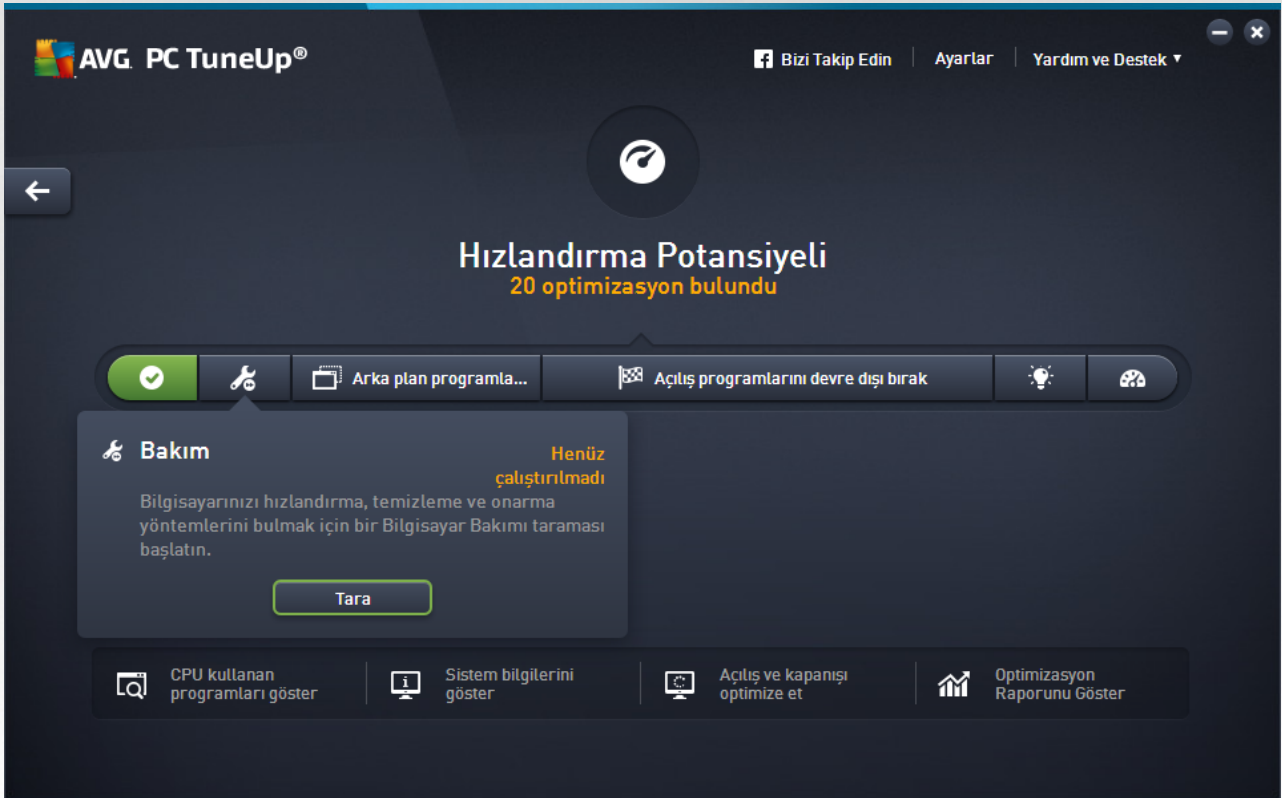 AVG. PC TuneUp®
Bizi Takip Edin
Ayarlar
Yardım ve Destek
Hızlandırma Potansiyeli
20 optimizasyon bulundu
Arka plan programla...
Açılış programlarını devre dışı bırak
Bakım
Henüz
çalıştırılmadı
Bilgisayarınızı hızlandırma, temizleme ve onarma
yöntemlerini bulmak için bir Bilgisayar Bakımı taraması
başlatın.
Tara
CPU kullanan
programları göster
Sistem bilgilerini
göster
Açılış ve kapanışı
optimize et
Optimizasyon
Raporunu Göster